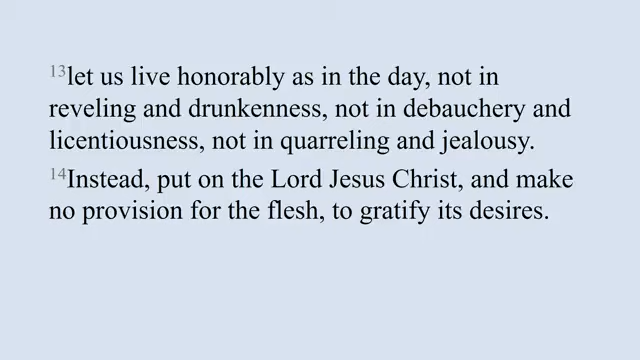 13let us live honorably as in the day, not in
reveling and drunkenness, not in debauchery and
licentiousness, not in quarreling and jealousy.
14Instead, put on the Lord Jesus Christ, and make
no provision for the flesh, to gratify its desires.